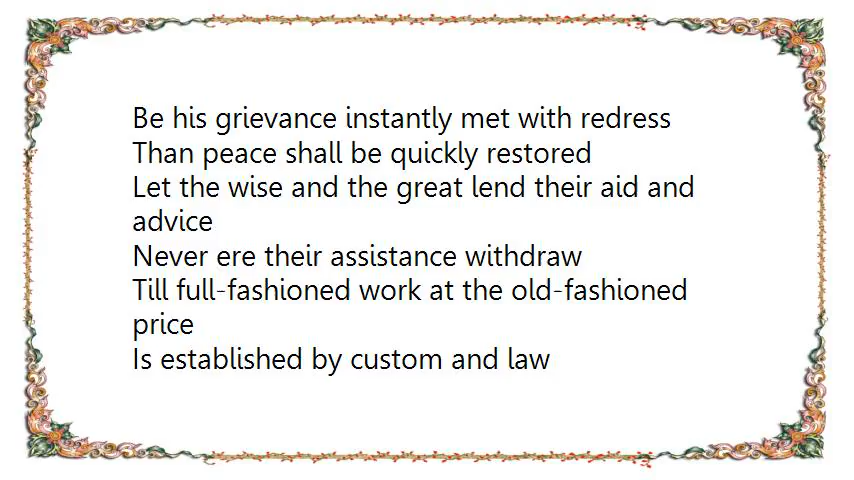 Be his grievance instantly met with redress
Than peace shall be quickly restored
Let the wise and the great lend their aid and
advice
Never ere their assistance withdraw
Till full-fashioned work at the old-fashioned
price
Is established by custom and law